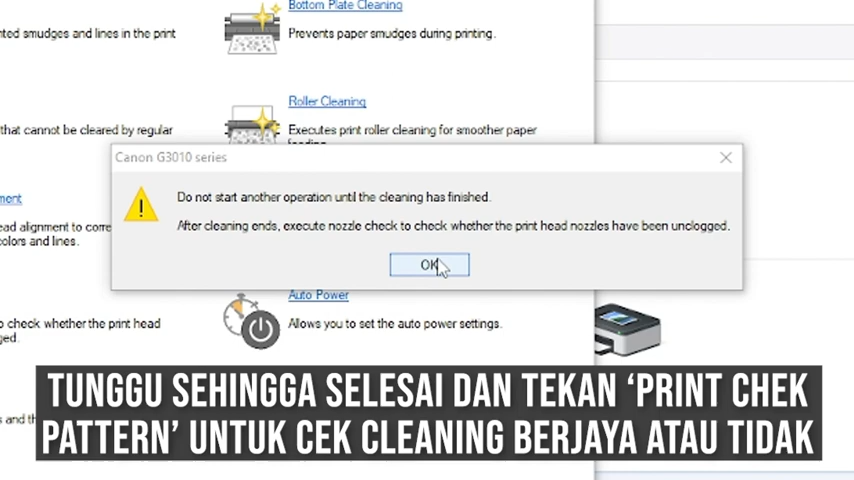 Bottom Plate Cleaning
nted smudges and lines in the print
Prevents paper smudges during printing.
Roller Cleaning
that cannot be cleared by regular
Executes print roller cleaning for smoother paper
Canon G3010 series
Do not start another operation until the cleaning has finished.
After cleaning ends, execute nozzle check to check whether the print head nozzles have been unclogged.
OK
ment
ead alignment to corre
colors and lines.
Auto Power
to check whether the print head
ged.
Allows you to set the auto power settings.
TUNGGU SEHINGGA SELESAI DAN TEKAN ‘PRINT CHEK
PATTERN’ UNTUK CEK CLEANING BERJAYA ATAU TIDAK